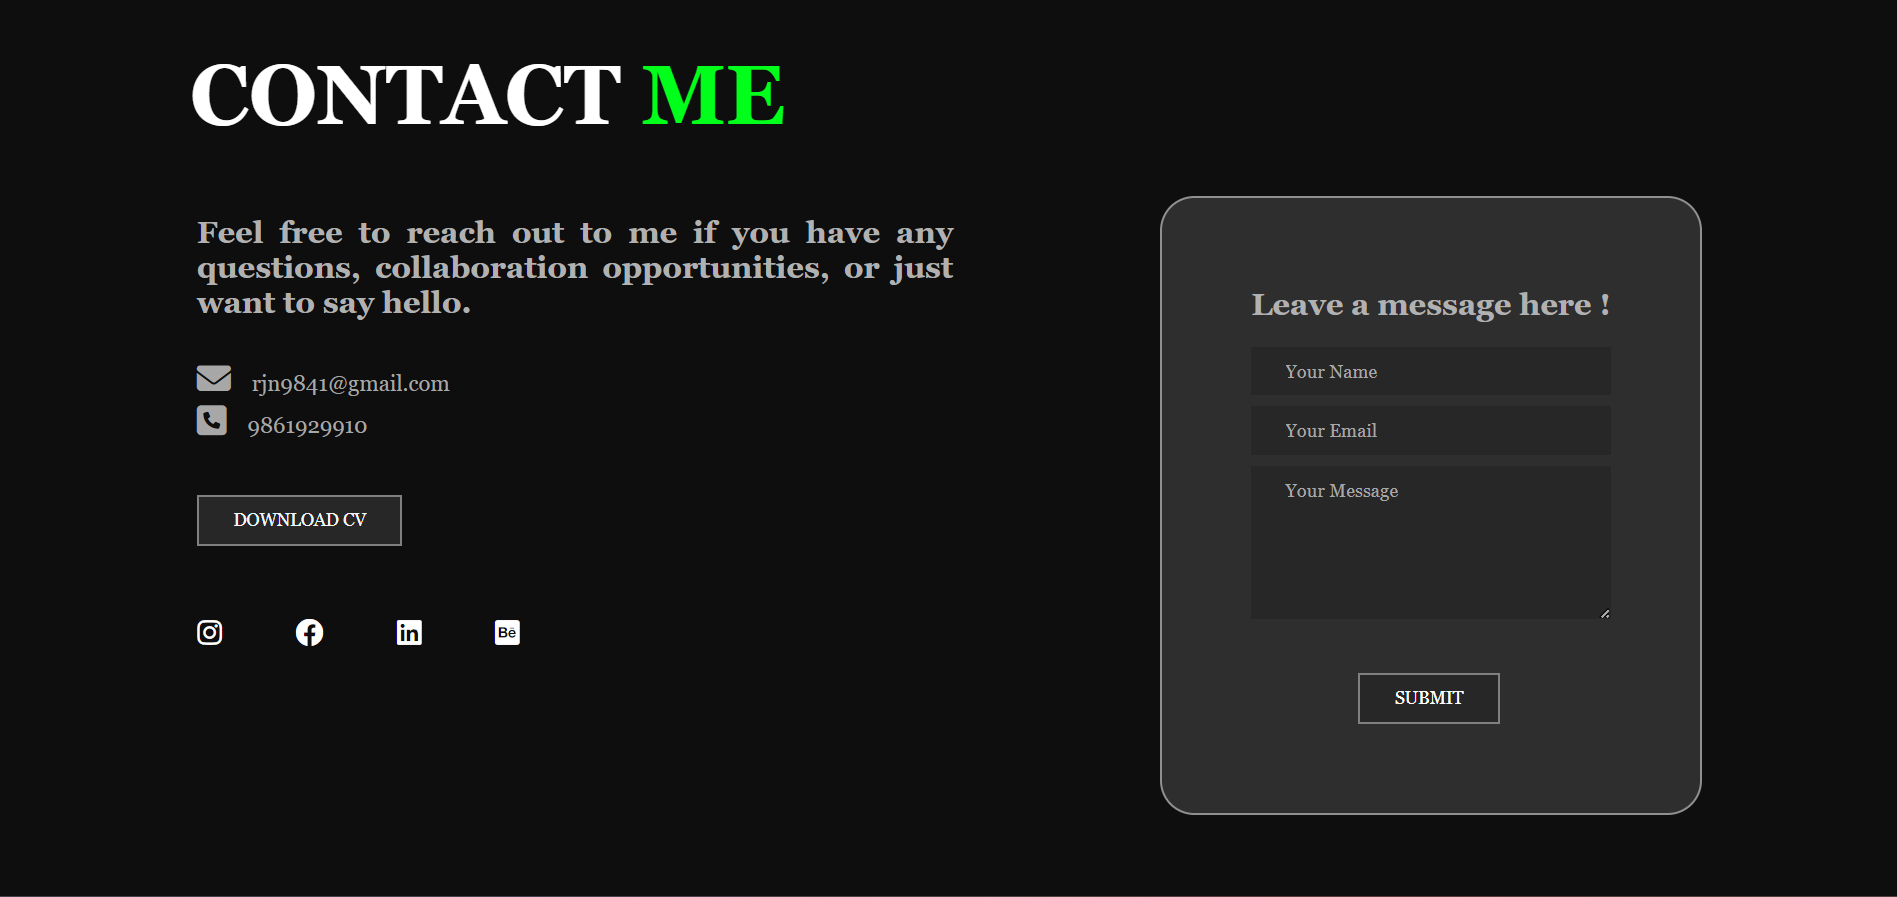 CONTACT ME
Feel free to reach out to me if you have any
questions, collaboration opportunities, or just
want to say hello.
rjn9841@gmail.com
9861929910
DOWNLOAD CV
in
Bē
Leave a message here !
Your Name
Your Email
Your Message
SUBMIT